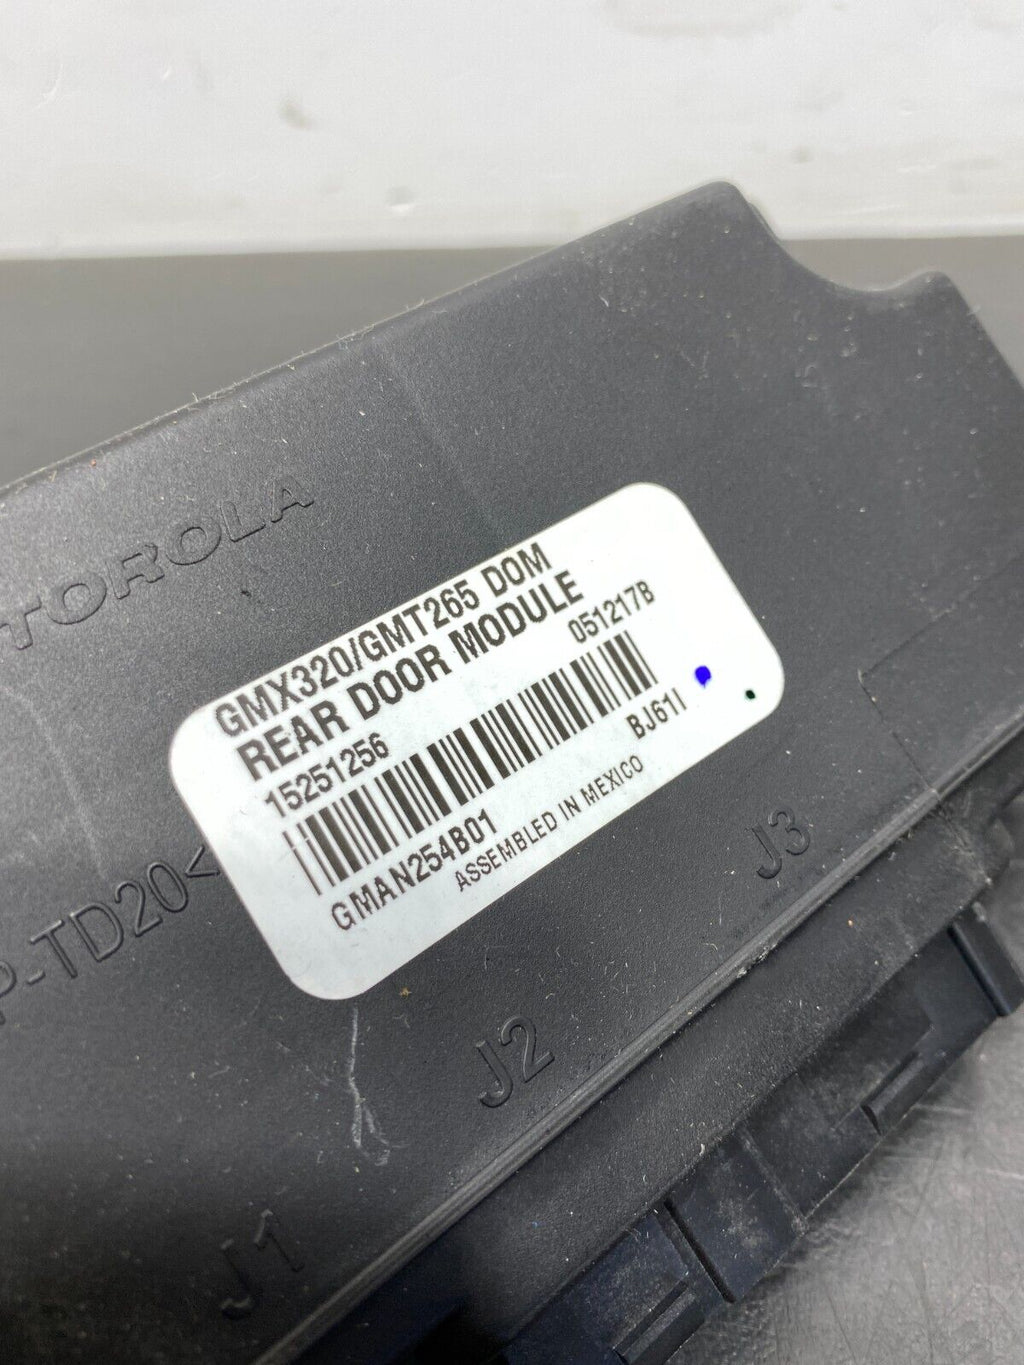 TOROLA
GMX320/GMT265 DOM
REAR DOOR MODULE
15251256 051217B
GMAN254B01 BJ61I
ASSEMBLED IN MEXICO
P-TD20<
J3
J2
J1